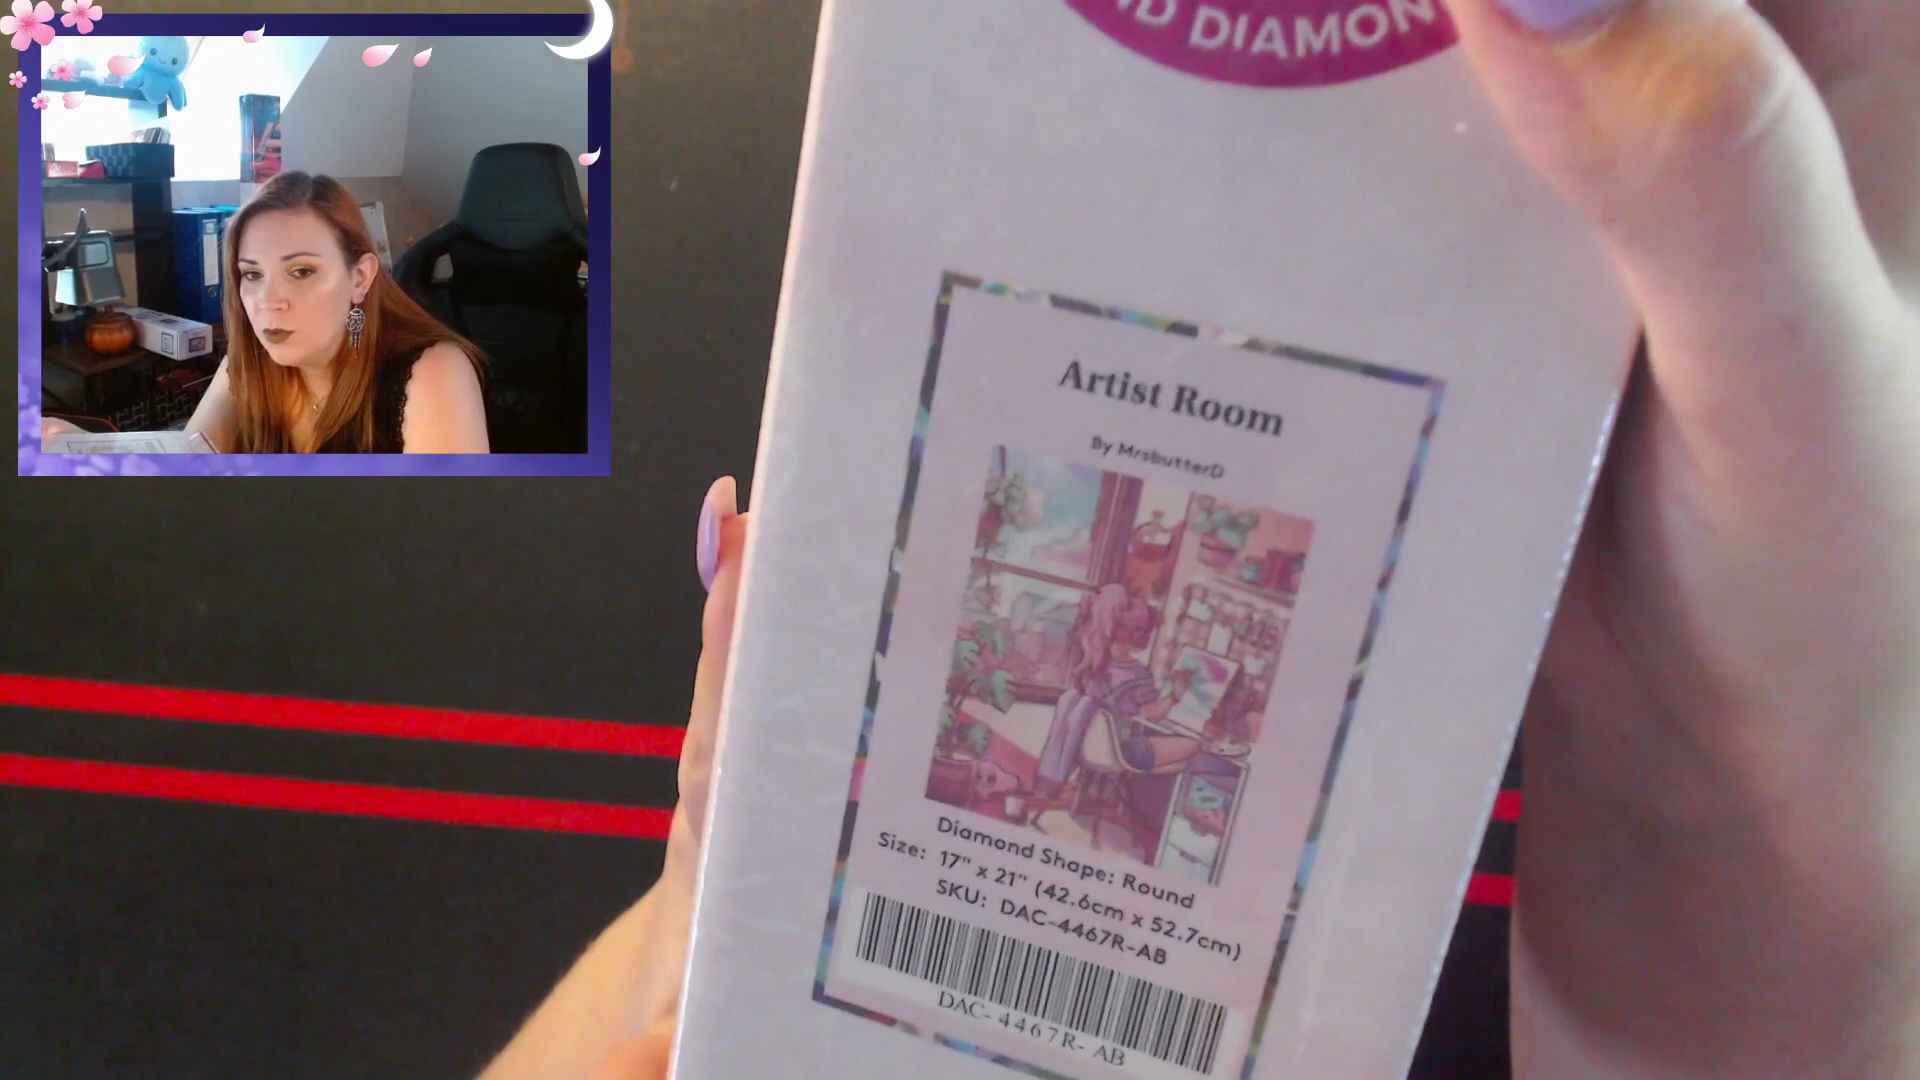 ND DIAMON
Artist Room
By MrsbutterD
Diamond Shape: Round
Size: 17" x 21" (42.6cm x 52.7cm)
SKU: DAC-4467R-AB
DAC- 4467R- AB